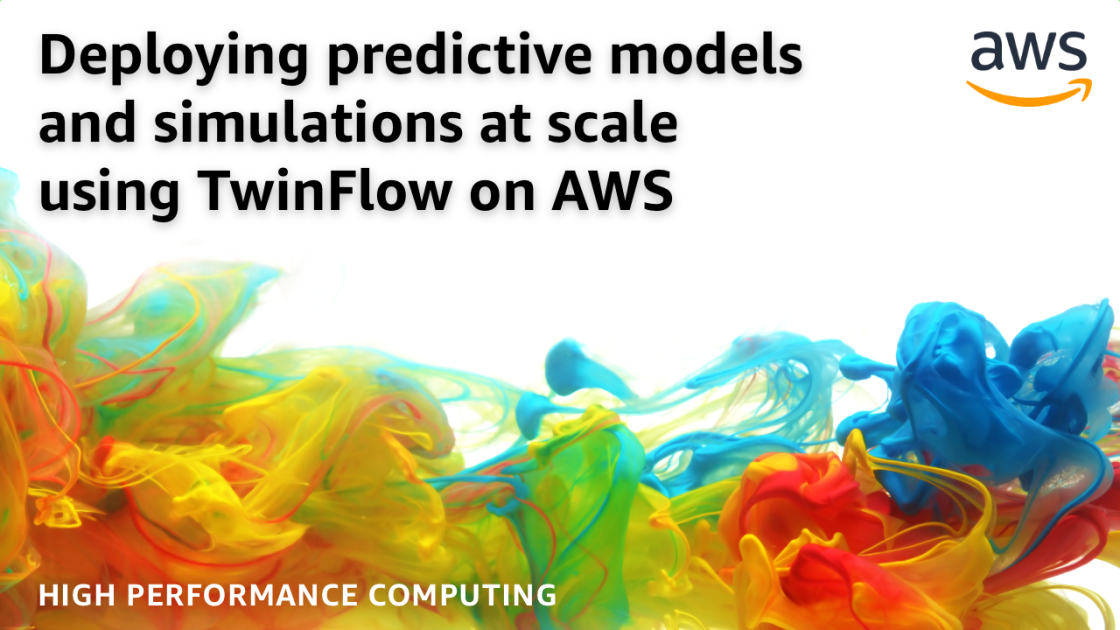 Deploying predictive models
and simulations at scale
using TwinFlow on AWS
aws
HIGH PERFORMANCE COMPUTING